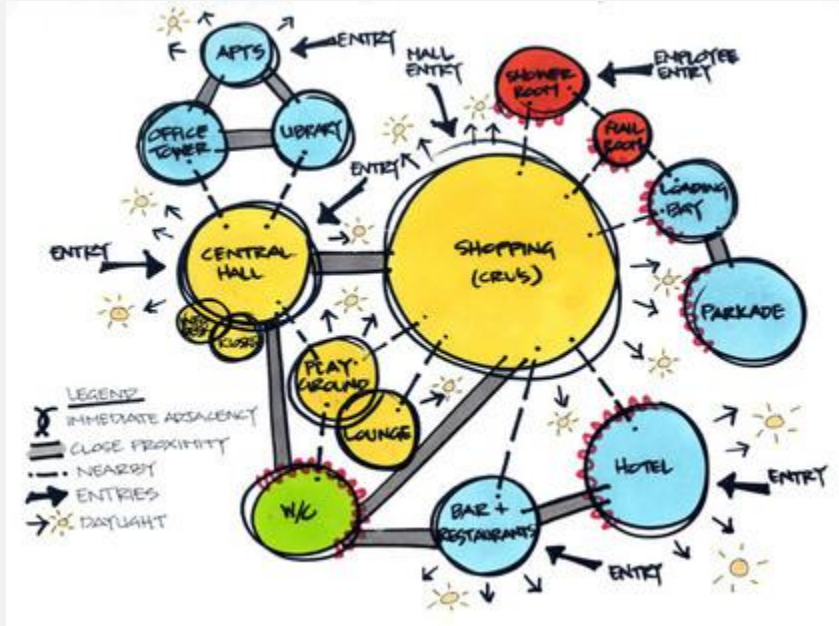 APTS
ENTRY
MALL
ENTRY
SHOWER
ROOM
EMPLOYEE
ENTRY
OFFICE
TOWER
LIBRARY
MAIL
ROOM
ENTRY
LOADING
BAY
ENTRY
CENTRAL
HALL
SHOPPING
(CRU'S)
PARKADE
KIOSK
PLAY-
GROUND
LOUNGE
LEGEND
IMMEDIATE ADJACENCY
CLOSE PROXIMITY
NEARBY
ENTRIES
DAYLIGHT
W/C
BAR +
RESTAURANTS
HOTEL
ENTRY
ENTRY